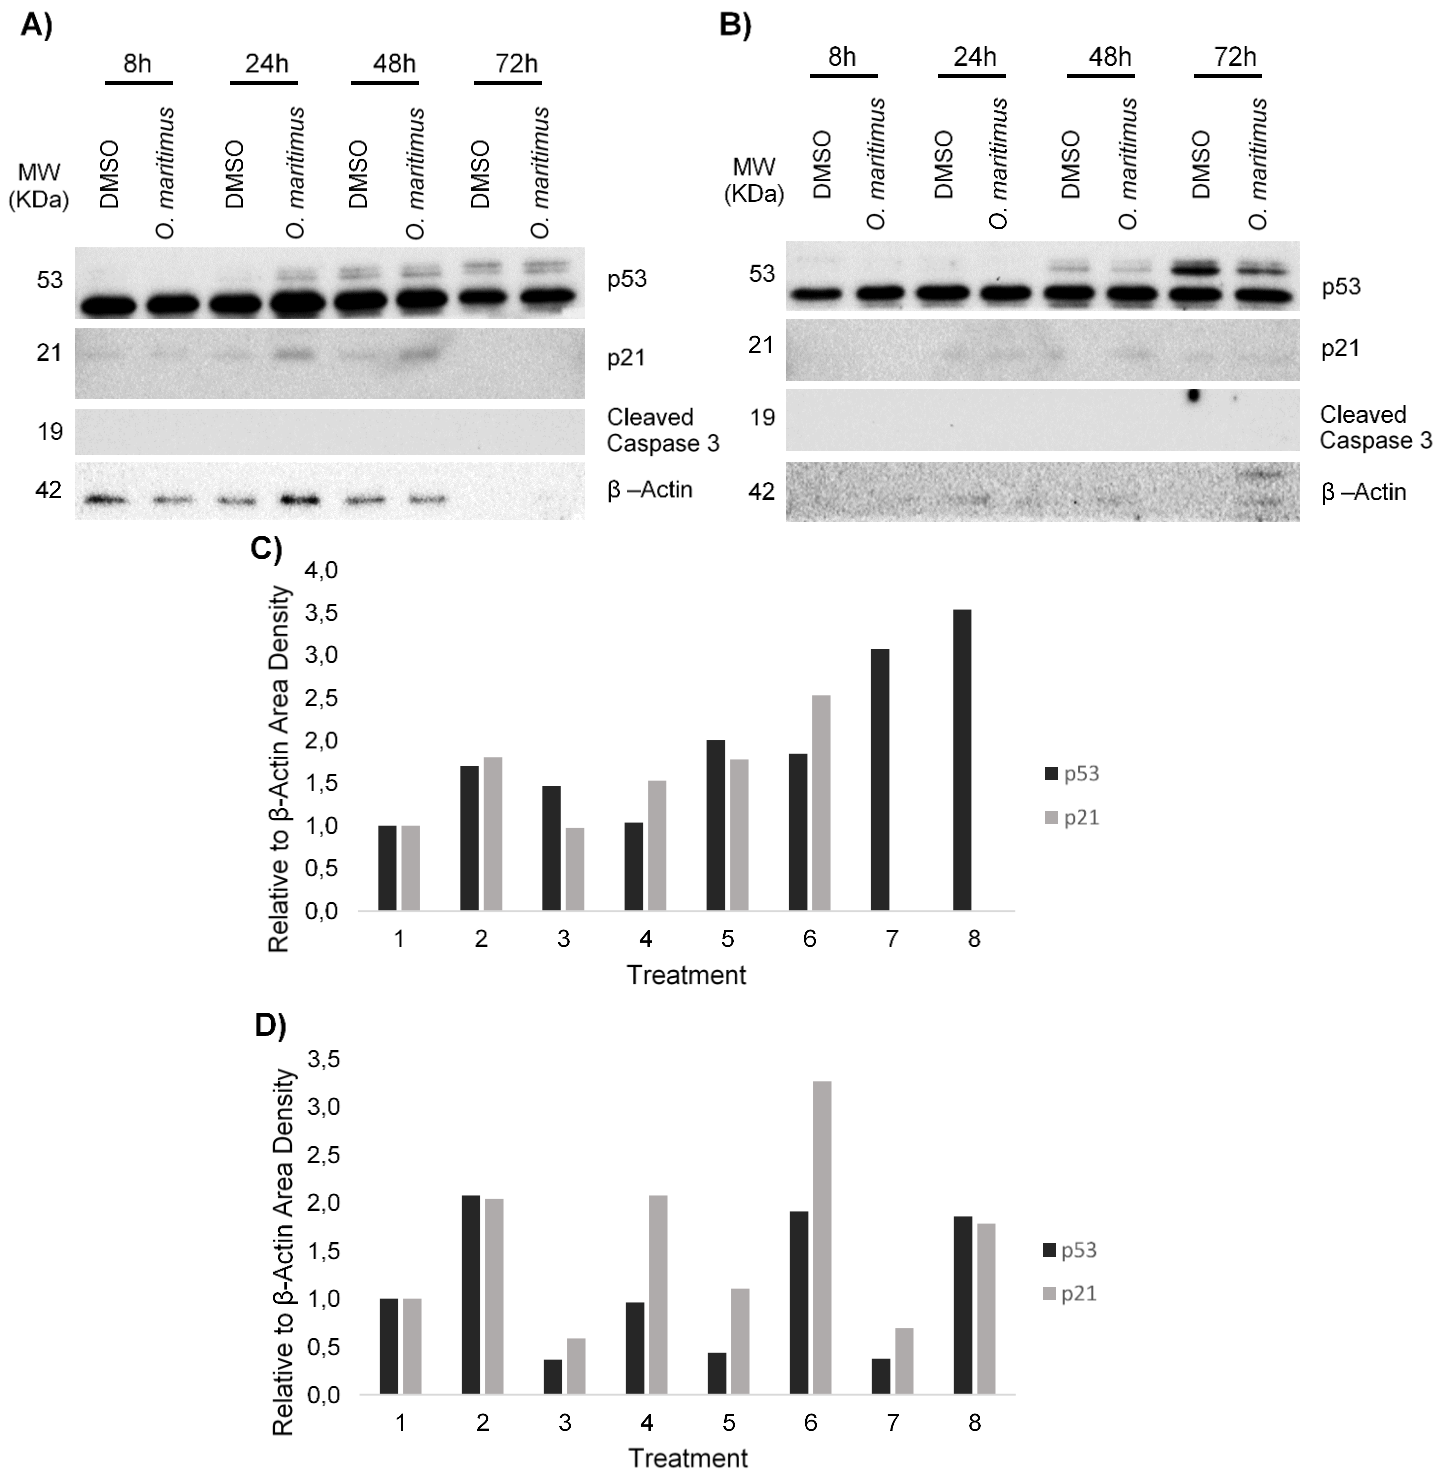 A)
8h 24h 48h 72h
MW
(KDa)
DMSO O. maritimus DMSO O. maritimus DMSO O. maritimus DMSO O. maritimus
53 p53
21 p21
19 Cleaved
Caspase 3
42 β –Actin
B)
8h 24h 48h 72h
MW
(KDa)
DMSO O. maritimus DMSO O. maritimus DMSO O. maritimus DMSO O. maritimus
53 p53
21 p21
19 Cleaved
Caspase 3
42 β –Actin
C)
Relative to β-Actin Area Density
4,0
3,5
3,0
2,5
2,0
1,5
1,0
0,5
0,0
1 2 3 4 5 6 7 8
Treatment
p53
p21
D)
Relative to β-Actin Area Density
3,5
3,0
2,5
2,0
1,5
1,0
0,5
0,0
1 2 3 4 5 6 7 8
Treatment
p53
p21